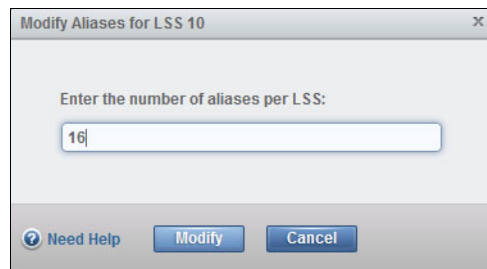 Modify Aliases for LSS 10 x
Enter the number of aliases per LSS:
16
? Need Help Modify Cancel